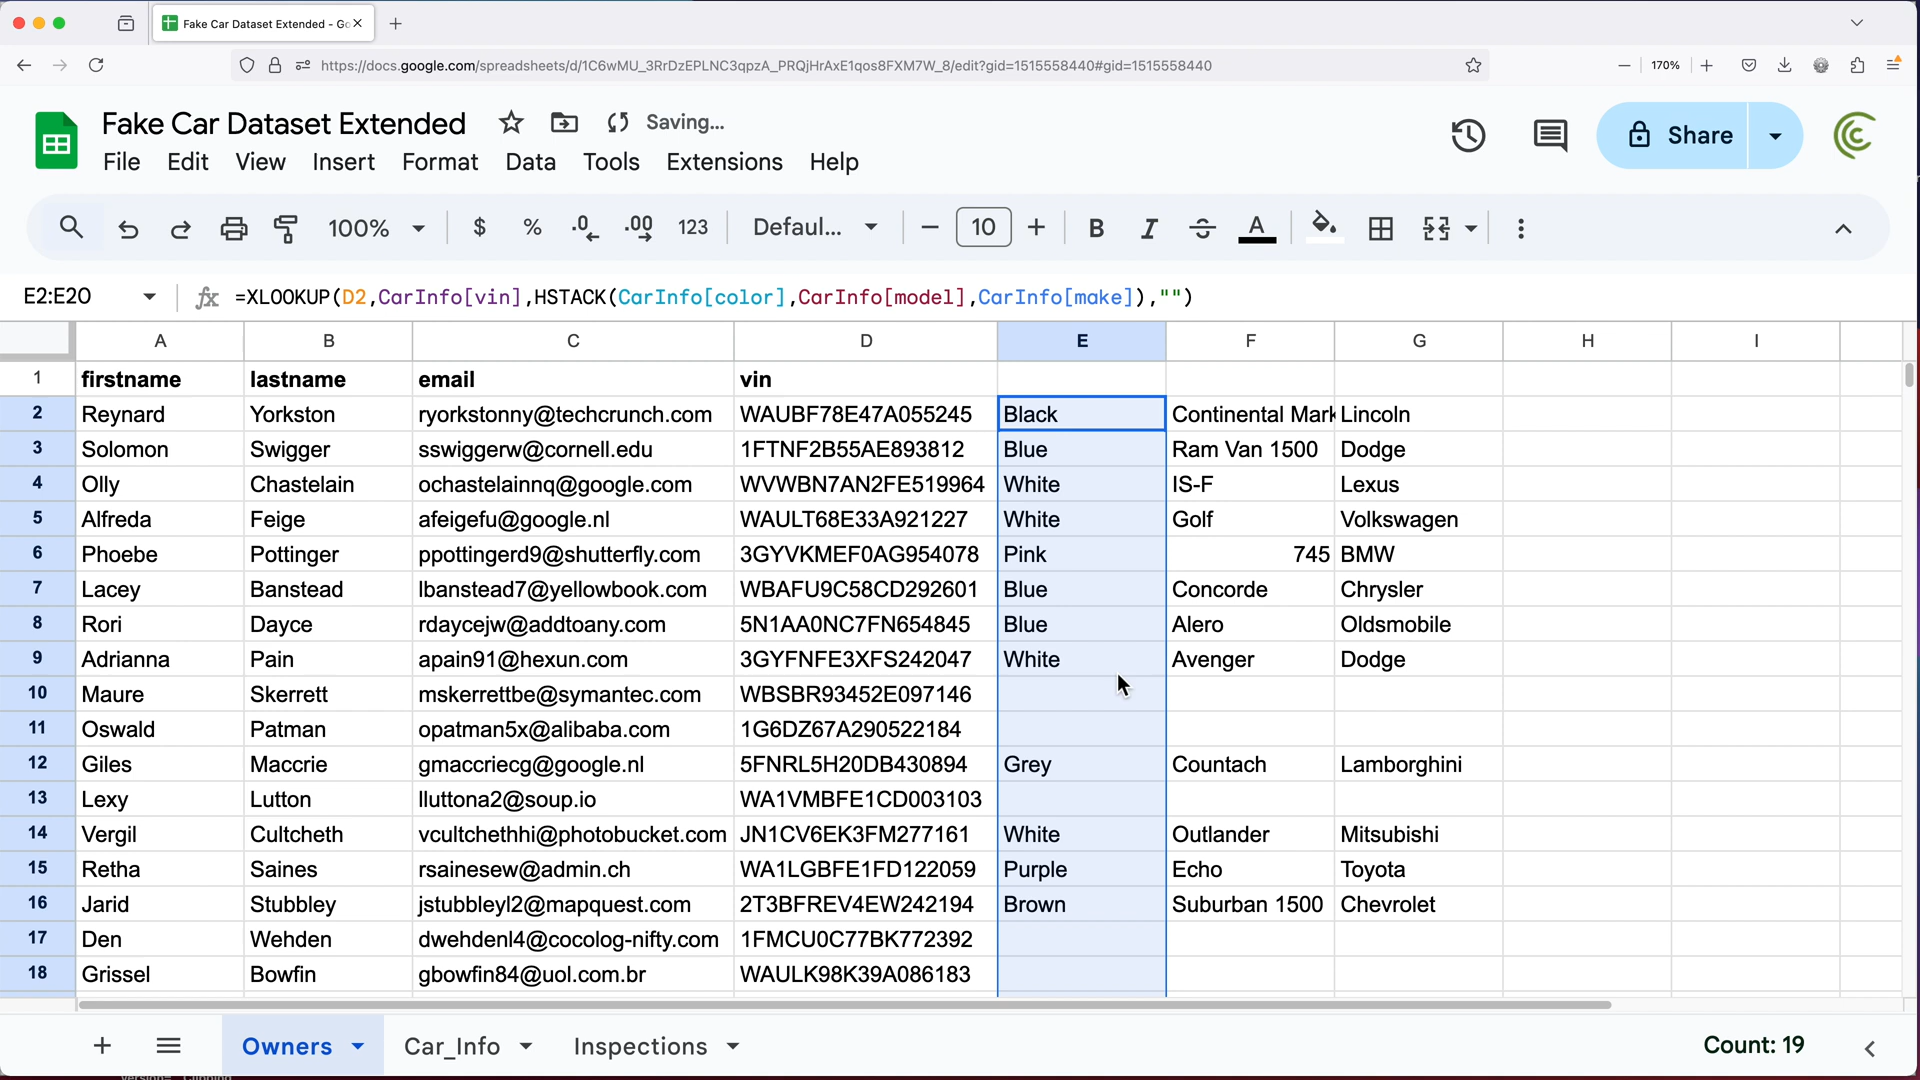 Fake Car Dataset Extended - Go
https://docs.google.com/spreadsheets/d/1C6wMU_3RrDzEPLNC3qpzA_PRQjHrAxE1qos8FXM7W_8/edit?gid=1515558440#gid=1515558440
170%
Fake Car Dataset Extended
Saving...
Share
File Edit View Insert Format Data Tools Extensions Help
100% $ % .0 .00 123 Defaul... 10 B I S A
E2:E20 fx =XLOOKUP(D2,CarInfo[vin],HSTACK(CarInfo[color],CarInfo[model],CarInfo[make]),"")
A B C D E F G H I
1 firstname lastname email vin
2 Reynard Yorkston ryorkstonny@techcrunch.com WAUBF78E47A055245 Black Continental Mark Lincoln
3 Solomon Swigger sswiggerw@cornell.edu 1FTNF2B55AE893812 Blue Ram Van 1500 Dodge
4 Olly Chastelain ochastelainnq@google.com WVWBN7AN2FE519964 White IS-F Lexus
5 Alfreda Feige afeigefu@google.nl WAULT68E33A921227 White Golf Volkswagen
6 Phoebe Pottinger ppottingerd9@shutterfly.com 3GYVKMEF0AG954078 Pink 745 BMW
7 Lacey Banstead lbanstead7@yellowbook.com WBAFU9C58CD292601 Blue Concorde Chrysler
8 Rori Dayce rdaycejw@addtoany.com 5N1AA0NC7FN654845 Blue Alero Oldsmobile
9 Adrianna Pain apain91@hexun.com 3GYFNFE3XFS242047 White Avenger Dodge
10 Maure Skerrett mskerrettbe@symantec.com WBSBR93452E097146
11 Oswald Patman opatman5x@alibaba.com 1G6DZ67A290522184
12 Giles Maccrie gmaccriecg@google.nl 5FNRL5H20DB430894 Grey Countach Lamborghini
13 Lexy Lutton lluttona2@soup.io WA1VMBFE1CD003103
14 Vergil Cultcheth vcultchethhi@photobucket.com JN1CV6EK3FM277161 White Outlander Mitsubishi
15 Retha Saines rsainesew@admin.ch WA1LGBFE1FD122059 Purple Echo Toyota
16 Jarid Stubbley jstubbleyl2@mapquest.com 2T3BFREV4EW242194 Brown Suburban 1500 Chevrolet
17 Den Wehden dwehdenl4@cocolog-nifty.com 1FMCU0C77BK772392
18 Grissel Bowfin gbowfin84@uol.com.br WAULK98K39A086183
Owners Car_Info Inspections Count: 19